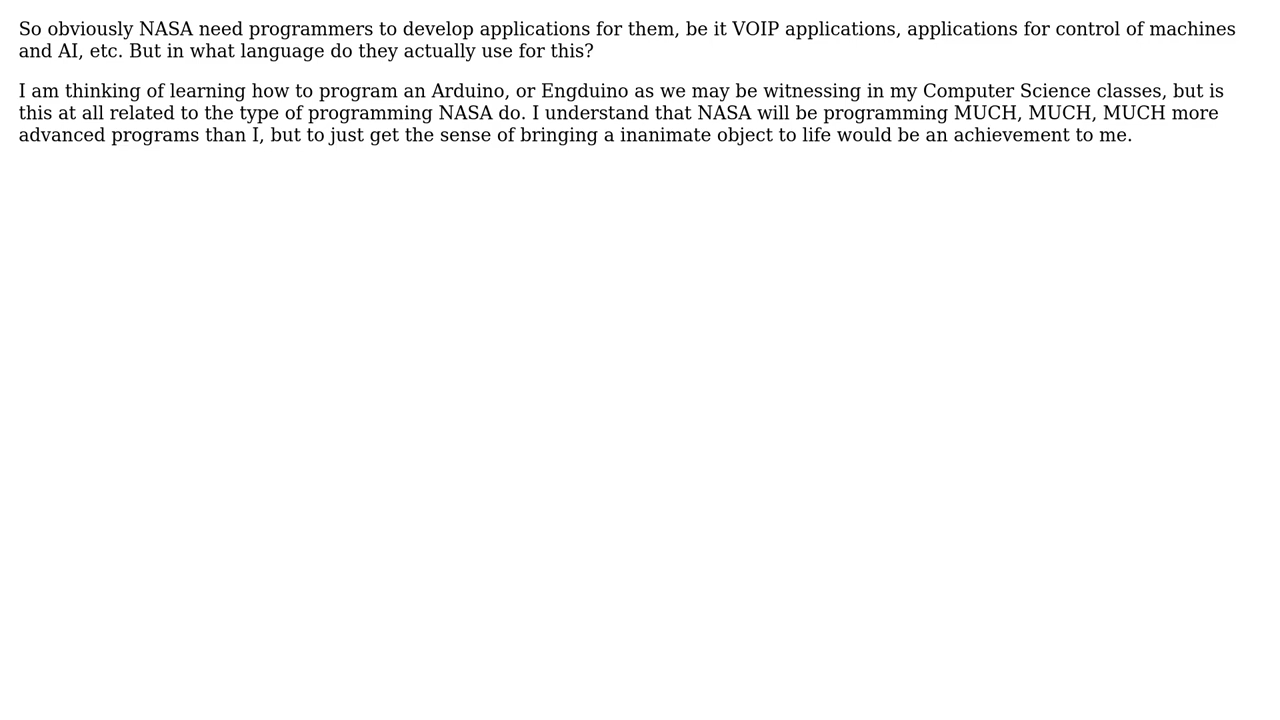 So obviously NASA need programmers to develop applications for them, be it VOIP applications, applications for control of machines
and AI, etc. But in what language do they actually use for this?
I am thinking of learning how to program an Arduino, or Engduino as we may be witnessing in my Computer Science classes, but is
this at all related to the type of programming NASA do. I understand that NASA will be programming MUCH, MUCH, MUCH more
advanced programs than I, but to just get the sense of bringing a inanimate object to life would be an achievement to me.